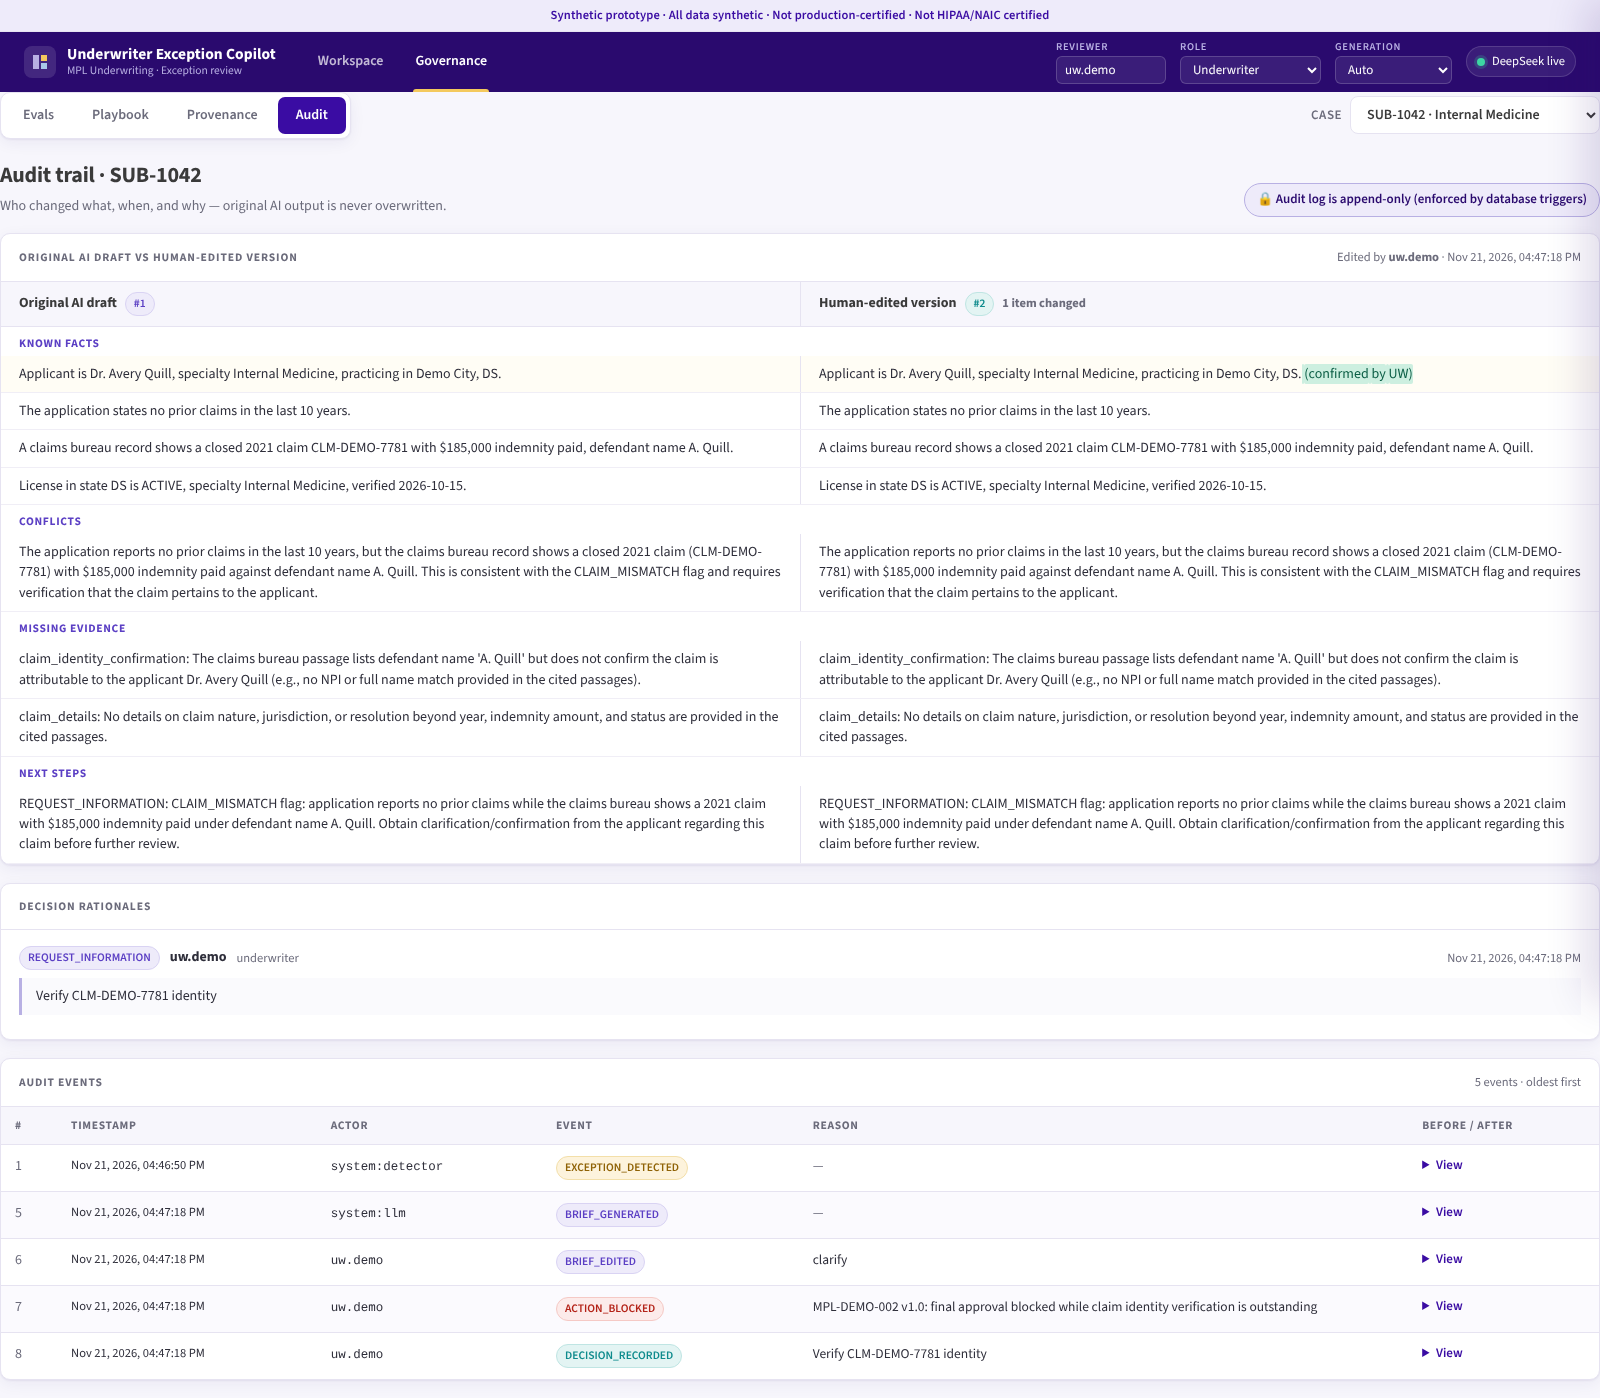 Synthetic prototype · All data synthetic · Not production-certified · Not HIPAA/NAIC certified
Underwriter Exception Copilot
MPL Underwriting · Exception review
Workspace
Governance
REVIEWER
uw.demo
ROLE
Underwriter
GENERATION
Auto
DeepSeek live
Evals
Playbook
Provenance
Audit
CASE
SUB-1042 · Internal Medicine
Audit trail · SUB-1042
Who changed what, when, and why — original AI output is never overwritten.
🔒 Audit log is append-only (enforced by database triggers)
ORIGINAL AI DRAFT VS HUMAN-EDITED VERSION
Edited by uw.demo · Nov 21, 2026, 04:47:18 PM
Original AI draft #1
Human-edited version #2 1 item changed
KNOWN FACTS
Applicant is Dr. Avery Quill, specialty Internal Medicine, practicing in Demo City, DS.
Applicant is Dr. Avery Quill, specialty Internal Medicine, practicing in Demo City, DS. (confirmed by UW)
The application states no prior claims in the last 10 years.
The application states no prior claims in the last 10 years.
A claims bureau record shows a closed 2021 claim CLM-DEMO-7781 with $185,000 indemnity paid, defendant name A. Quill.
A claims bureau record shows a closed 2021 claim CLM-DEMO-7781 with $185,000 indemnity paid, defendant name A. Quill.
License in state DS is ACTIVE, specialty Internal Medicine, verified 2026-10-15.
License in state DS is ACTIVE, specialty Internal Medicine, verified 2026-10-15.
CONFLICTS
The application reports no prior claims in the last 10 years, but the claims bureau record shows a closed 2021 claim (CLM-DEMO-
7781) with $185,000 indemnity paid against defendant name A. Quill. This is consistent with the CLAIM_MISMATCH flag and requires
verification that the claim pertains to the applicant.
The application reports no prior claims in the last 10 years, but the claims bureau record shows a closed 2021 claim (CLM-DEMO-
7781) with $185,000 indemnity paid against defendant name A. Quill. This is consistent with the CLAIM_MISMATCH flag and requires
verification that the claim pertains to the applicant.
MISSING EVIDENCE
claim_identity_confirmation: The claims bureau passage lists defendant name 'A. Quill' but does not confirm the claim is
attributable to the applicant Dr. Avery Quill (e.g., no NPI or full name match provided in the cited passages).
claim_identity_confirmation: The claims bureau passage lists defendant name 'A. Quill' but does not confirm the claim is
attributable to the applicant Dr. Avery Quill (e.g., no NPI or full name match provided in the cited passages).
claim_details: No details on claim nature, jurisdiction, or resolution beyond year, indemnity amount, and status are provided in the
cited passages.
claim_details: No details on claim nature, jurisdiction, or resolution beyond year, indemnity amount, and status are provided in the
cited passages.
NEXT STEPS
REQUEST_INFORMATION: CLAIM_MISMATCH flag: application reports no prior claims while the claims bureau shows a 2021 claim
with $185,000 indemnity paid under defendant name A. Quill. Obtain clarification/confirmation from the applicant regarding this
claim before further review.
REQUEST_INFORMATION: CLAIM_MISMATCH flag: application reports no prior claims while the claims bureau shows a 2021 claim
with $185,000 indemnity paid under defendant name A. Quill. Obtain clarification/confirmation from the applicant regarding this
claim before further review.
DECISION RATIONALES
REQUEST_INFORMATION uw.demo underwriter
Nov 21, 2026, 04:47:18 PM
Verify CLM-DEMO-7781 identity
AUDIT EVENTS
5 events · oldest first
# TIMESTAMP ACTOR EVENT REASON BEFORE / AFTER
1 Nov 21, 2026, 04:46:50 PM system:detector EXCEPTION_DETECTED — ▶ View
5 Nov 21, 2026, 04:47:18 PM system:llm BRIEF_GENERATED — ▶ View
6 Nov 21, 2026, 04:47:18 PM uw.demo BRIEF_EDITED clarify ▶ View
7 Nov 21, 2026, 04:47:18 PM uw.demo ACTION_BLOCKED MPL-DEMO-002 v1.0: final approval blocked while claim identity verification is outstanding ▶ View
8 Nov 21, 2026, 04:47:18 PM uw.demo DECISION_RECORDED Verify CLM-DEMO-7781 identity ▶ View